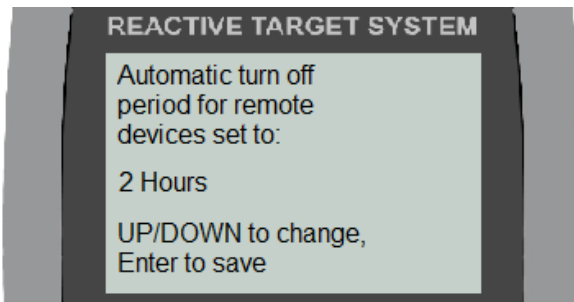 REACTIVE TARGET SYSTEM
Automatic turn off
period for remote
devices set to:
2 Hours
UP/DOWN to change,
Enter to save